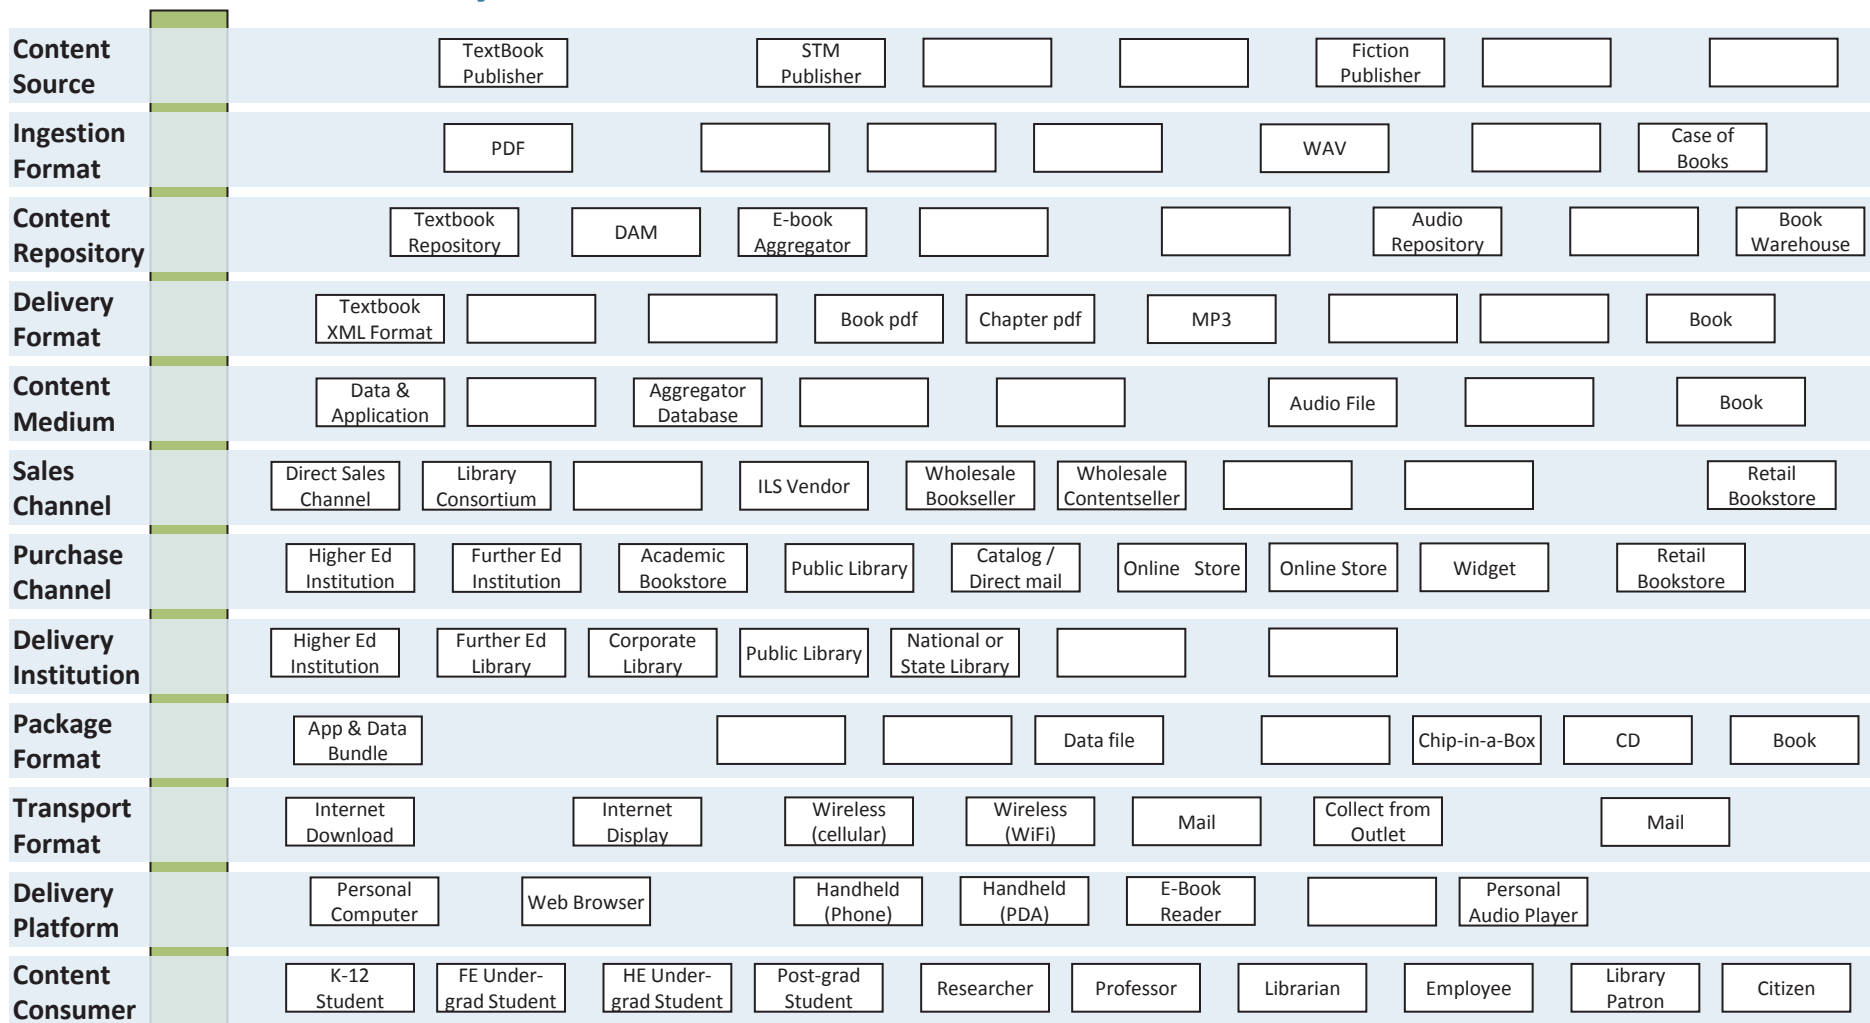 Content
Source
TextBook
Publisher
STM
Publisher
Fiction
Publisher
Ingestion
Format
PDF
WAV
Case of
Books
Content
Repository
Textbook
Repository
DAM
E-book
Aggregator
Audio
Repository
Book
Warehouse
Delivery
Format
Textbook
XML Format
Book pdf
Chapter pdf
MP3
Book
Content
Medium
Data &
Application
Aggregator
Database
Audio File
Book
Sales
Channel
Direct Sales
Channel
Library
Consortium
ILS Vendor
Wholesale
Bookseller
Wholesale
Contentseller
Retail
Bookstore
Purchase
Channel
Higher Ed
Institution
Further Ed
Institution
Academic
Bookstore
Public Library
Catalog /
Direct mail
Online Store
Online Store
Widget
Retail
Bookstore
Delivery
Institution
Higher Ed
Institution
Further Ed
Library
Corporate
Library
Public Library
National or
State Library
Package
Format
App & Data
Bundle
Data file
Chip-in-a-Box
CD
Book
Transport
Format
Internet
Download
Internet
Display
Wireless
(cellular)
Wireless
(WiFi)
Mail
Collect from
Outlet
Mail
Delivery
Platform
Personal
Computer
Web Browser
Handheld
(Phone)
Handheld
(PDA)
E-Book
Reader
Personal
Audio Player
Content
Consumer
K-12
Student
FE Under-
grad Student
HE Under-
grad Student
Post-grad
Student
Researcher
Professor
Librarian
Employee
Library
Patron
Citizen